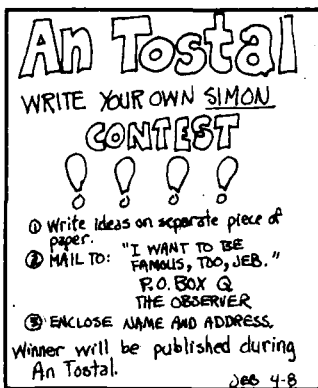 An Tostal
WRITE YOUR OWN SIMON
CONTEST
! ! ! !
① Write ideas on separate piece of
paper.
② MAIL TO: "I WANT TO BE
FAMOUS, TOO, JEB."
P.O. BOX Q
THE OBSERVER
③ ENCLOSE NAME AND ADDRESS.
Winner will be published during
An Tostal.
JEB 4-8